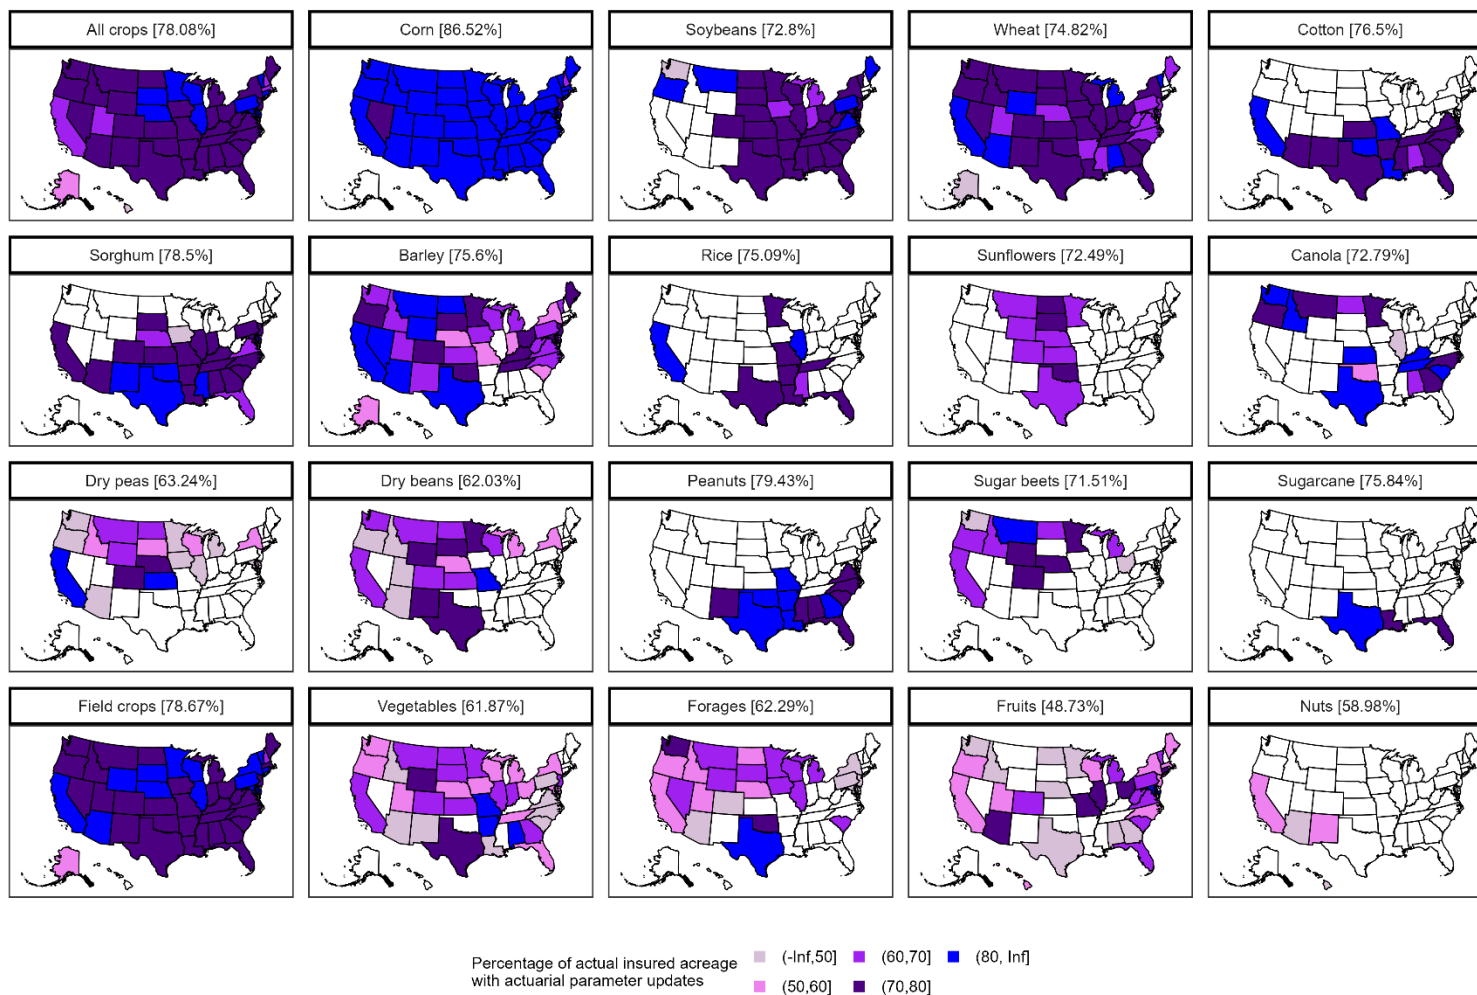 All crops [78.08%]
Corn [86.52%]
Soybeans [72.8%]
Wheat [74.82%]
Cotton [76.5%]
Sorghum [78.5%]
Barley [75.6%]
Rice [75.09%]
Sunflowers [72.49%]
Canola [72.79%]
Dry peas [63.24%]
Dry beans [62.03%]
Peanuts [79.43%]
Sugar beets [71.51%]
Sugarcane [75.84%]
Field crops [78.67%]
Vegetables [61.87%]
Forages [62.29%]
Fruits [48.73%]
Nuts [58.98%]
Percentage of actual insured acreage
with actuarial parameter updates
(-Inf,50]
(50,60]
(60,70]
(70,80]
(80, Inf]